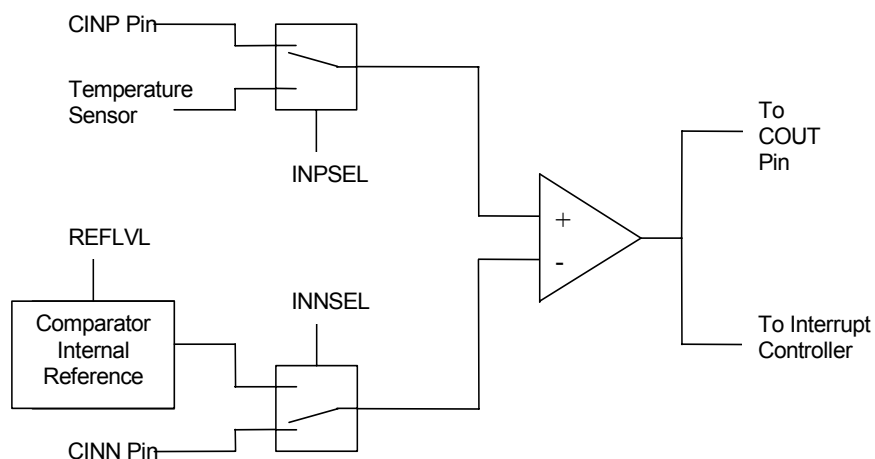 CINP Pin
Temperature
Sensor
INPSEL
To
COUT
Pin
+
-
REFLVL
INNSEL
Comparator
Internal
Reference
To Interrupt
Controller
CINN Pin